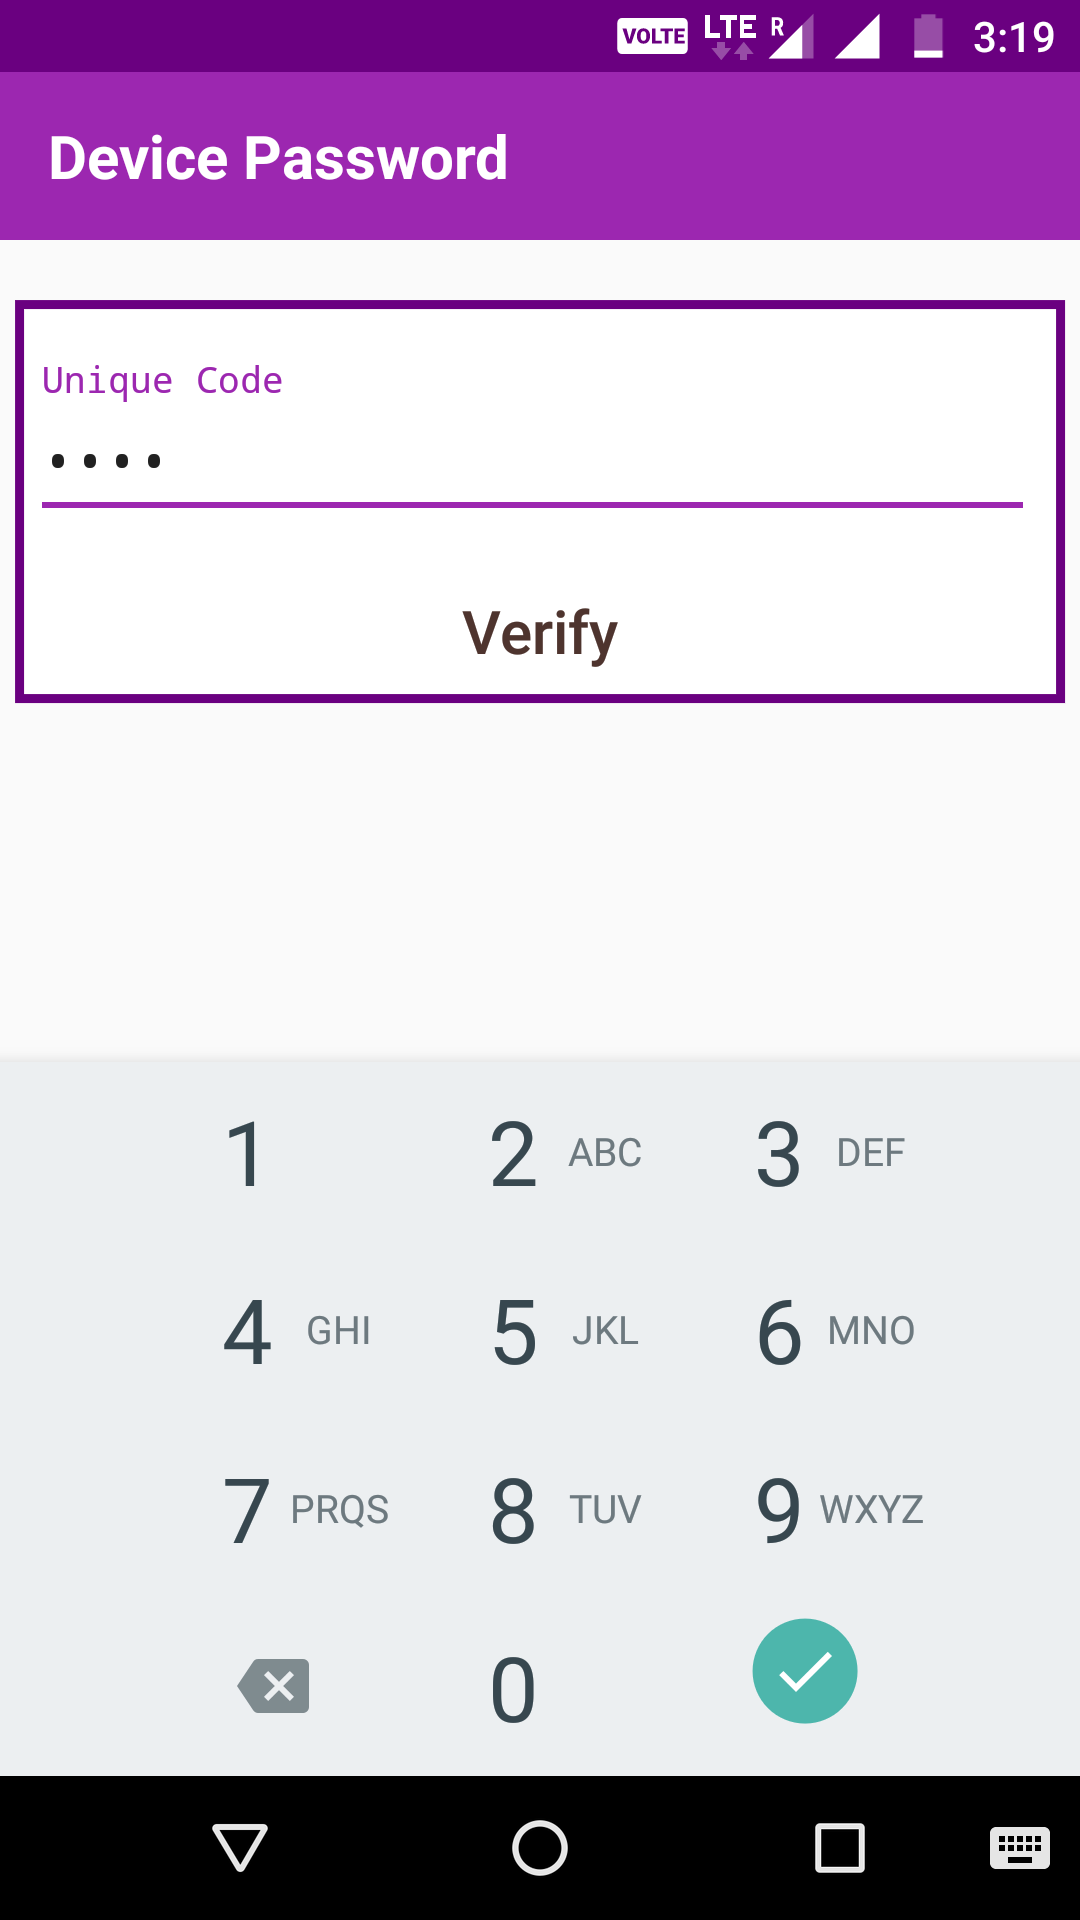 VOLTE LTE R 3:19
Device Password
Unique Code
••••
Verify
1 2 ABC 3 DEF
4 GHI 5 JKL 6 MNO
7 PRQS 8 TUV 9 WXYZ
0